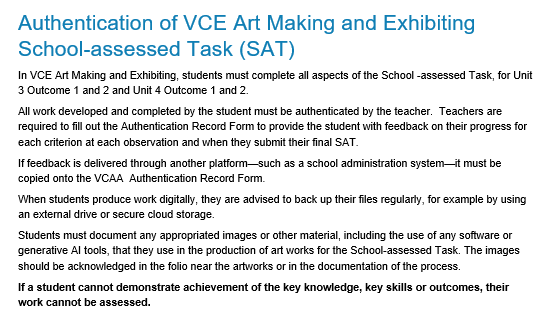 Authentication of VCE Art Making and Exhibiting
School-assessed Task (SAT)
In VCE Art Making and Exhibiting, students must complete all aspects of the School -assessed Task, for Unit
3 Outcome 1 and 2 and Unit 4 Outcome 1 and 2.
All work developed and completed by the student must be authenticated by the teacher.  Teachers are
required to fill out the Authentication Record Form to provide the student with feedback on their progress for
each criterion at each observation and when they submit their final SAT.
If feedback is delivered through another platform—such as a school administration system—it must be
copied onto the VCAA  Authentication Record Form.
When students produce work digitally, they are advised to back up their files regularly, for example by using
an external drive or secure cloud storage.
Students must document any appropriated images or other material, including the use of any software or
generative AI tools, that they use in the production of art works for the School-assessed Task. The images
should be acknowledged in the folio near the artworks or in the documentation of the process.
If a student cannot demonstrate achievement of the key knowledge, key skills or outcomes, their
work cannot be assessed.